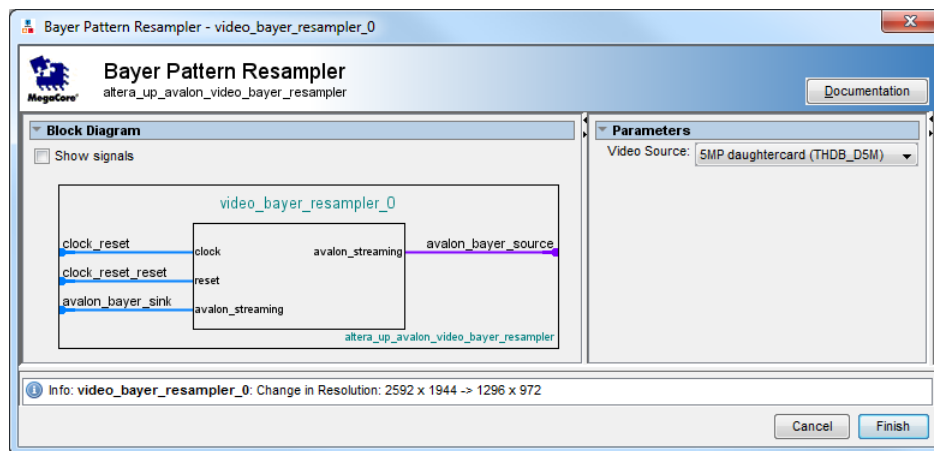 Bayer Pattern Resampler - video_bayer_resampler_0
MegaCore®
Bayer Pattern Resampler
altera_up_avalon_video_bayer_resampler
Documentation
Block Diagram
Show signals
video_bayer_resampler_0
clock_reset
clock
avalon_streaming
avalon_bayer_source
clock_reset_reset
reset
avalon_bayer_sink
avalon_streaming
altera_up_avalon_video_bayer_resampler
Parameters
Video Source: 5MP daughtercard (THDB_D5M)
Info: video_bayer_resampler_0: Change in Resolution: 2592 x 1944 -> 1296 x 972
Cancel Finish